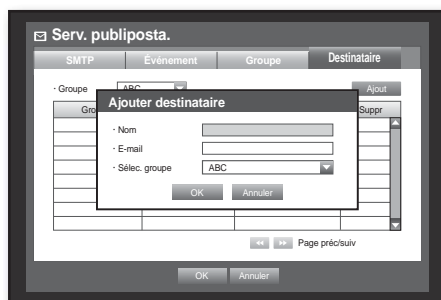 Serv. publiposta.
SMTP Événement Groupe Destinataire
· Groupe ABC Ajout
Gro Suppr
Ajouter destinataire
· Nom
· E-mail
· Sélec. groupe ABC
OK Annuler
Page préc/suiv
OK Annuler